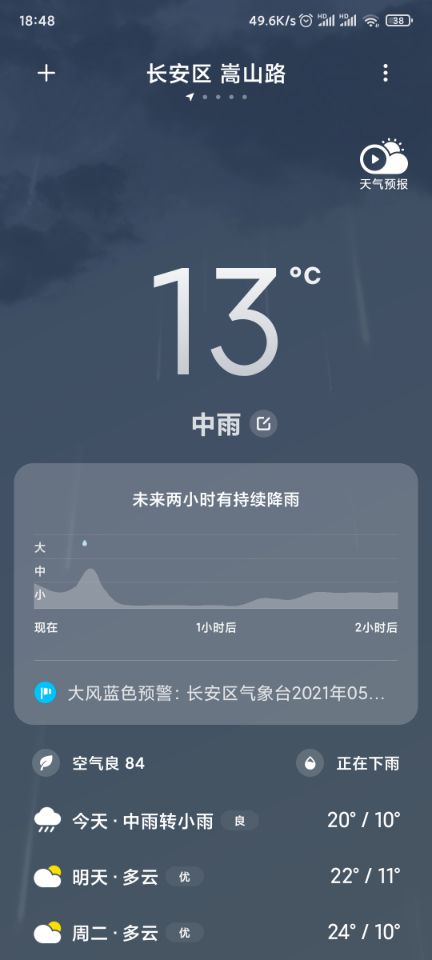 18:48
49.6K/s HD HD 38
长安区 嵩山路
天气预报
13°C
中雨
未来两小时有持续降雨
大
中
小
现在 1小时后 2小时后
大风蓝色预警：长安区气象台2021年05...
空气良 84 正在下雨
今天 · 中雨转小雨 良 20° / 10°
明天 · 多云 优 22° / 11°
周二 · 多云 优 24° / 10°